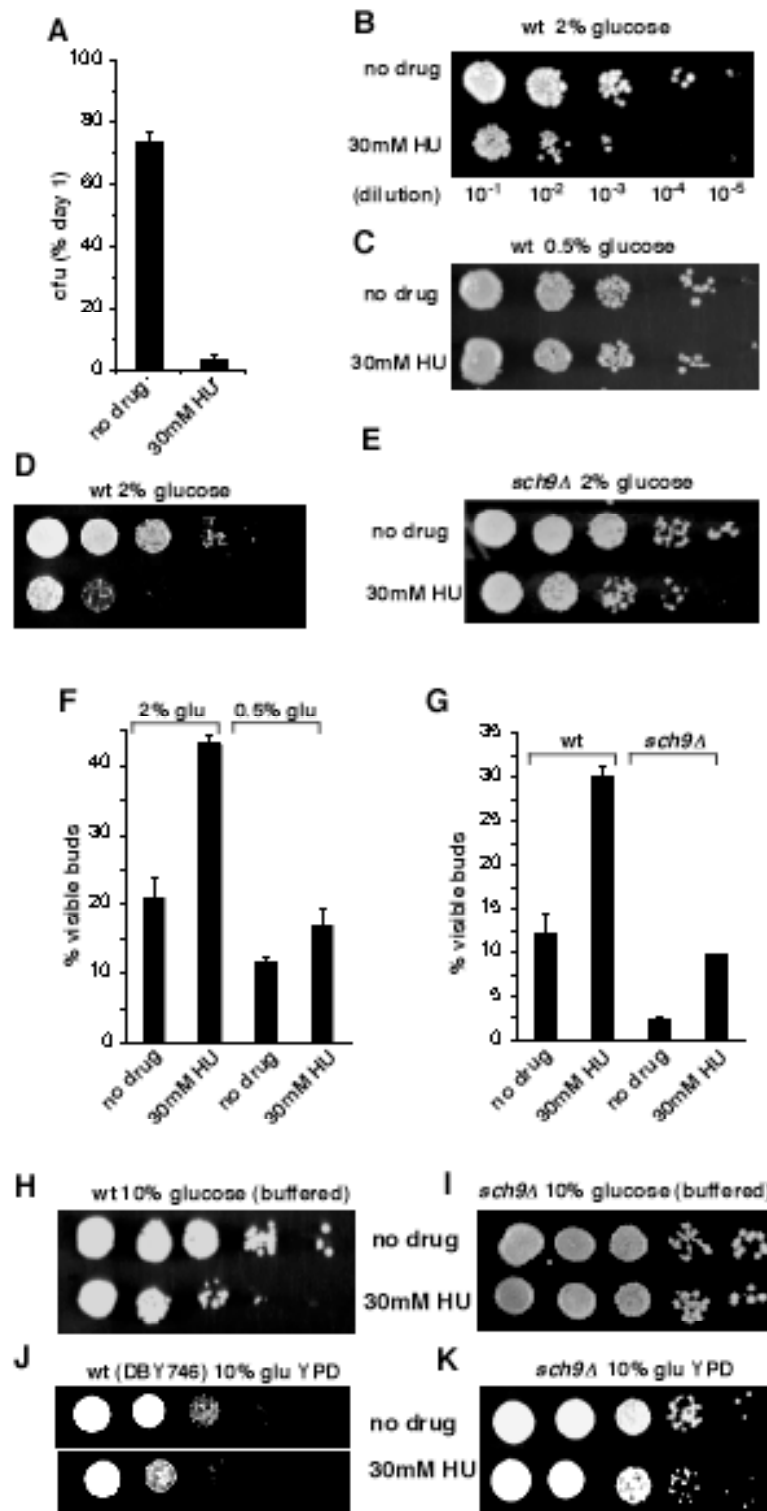 A
cfu (% day 1)
100
80
60
40
20
0
no drug
30mM HU
B
wt 2% glucose
no drug
30mM HU
(dilution) 10-1 10-2 10-3 10-4 10-5
C
wt 0.5% glucose
no drug
30mM HU
D
wt 2% glucose
E
sch9Δ 2% glucose
no drug
30mM HU
F
2% glu 0.5% glu
% visible buds
40
30
20
10
0
no drug
30mM HU
no drug
30mM HU
G
wt sch9Δ
% visible buds
35
30
25
20
15
10
5
0
no drug
30mM HU
no drug
30mM HU
H
wt 10% glucose (buffered)
I
sch9Δ 10% glucose (buffered)
no drug
30mM HU
J
wt (DBY746) 10% glu YPD
K
sch9Δ 10% glu YPD
no drug
30mM HU